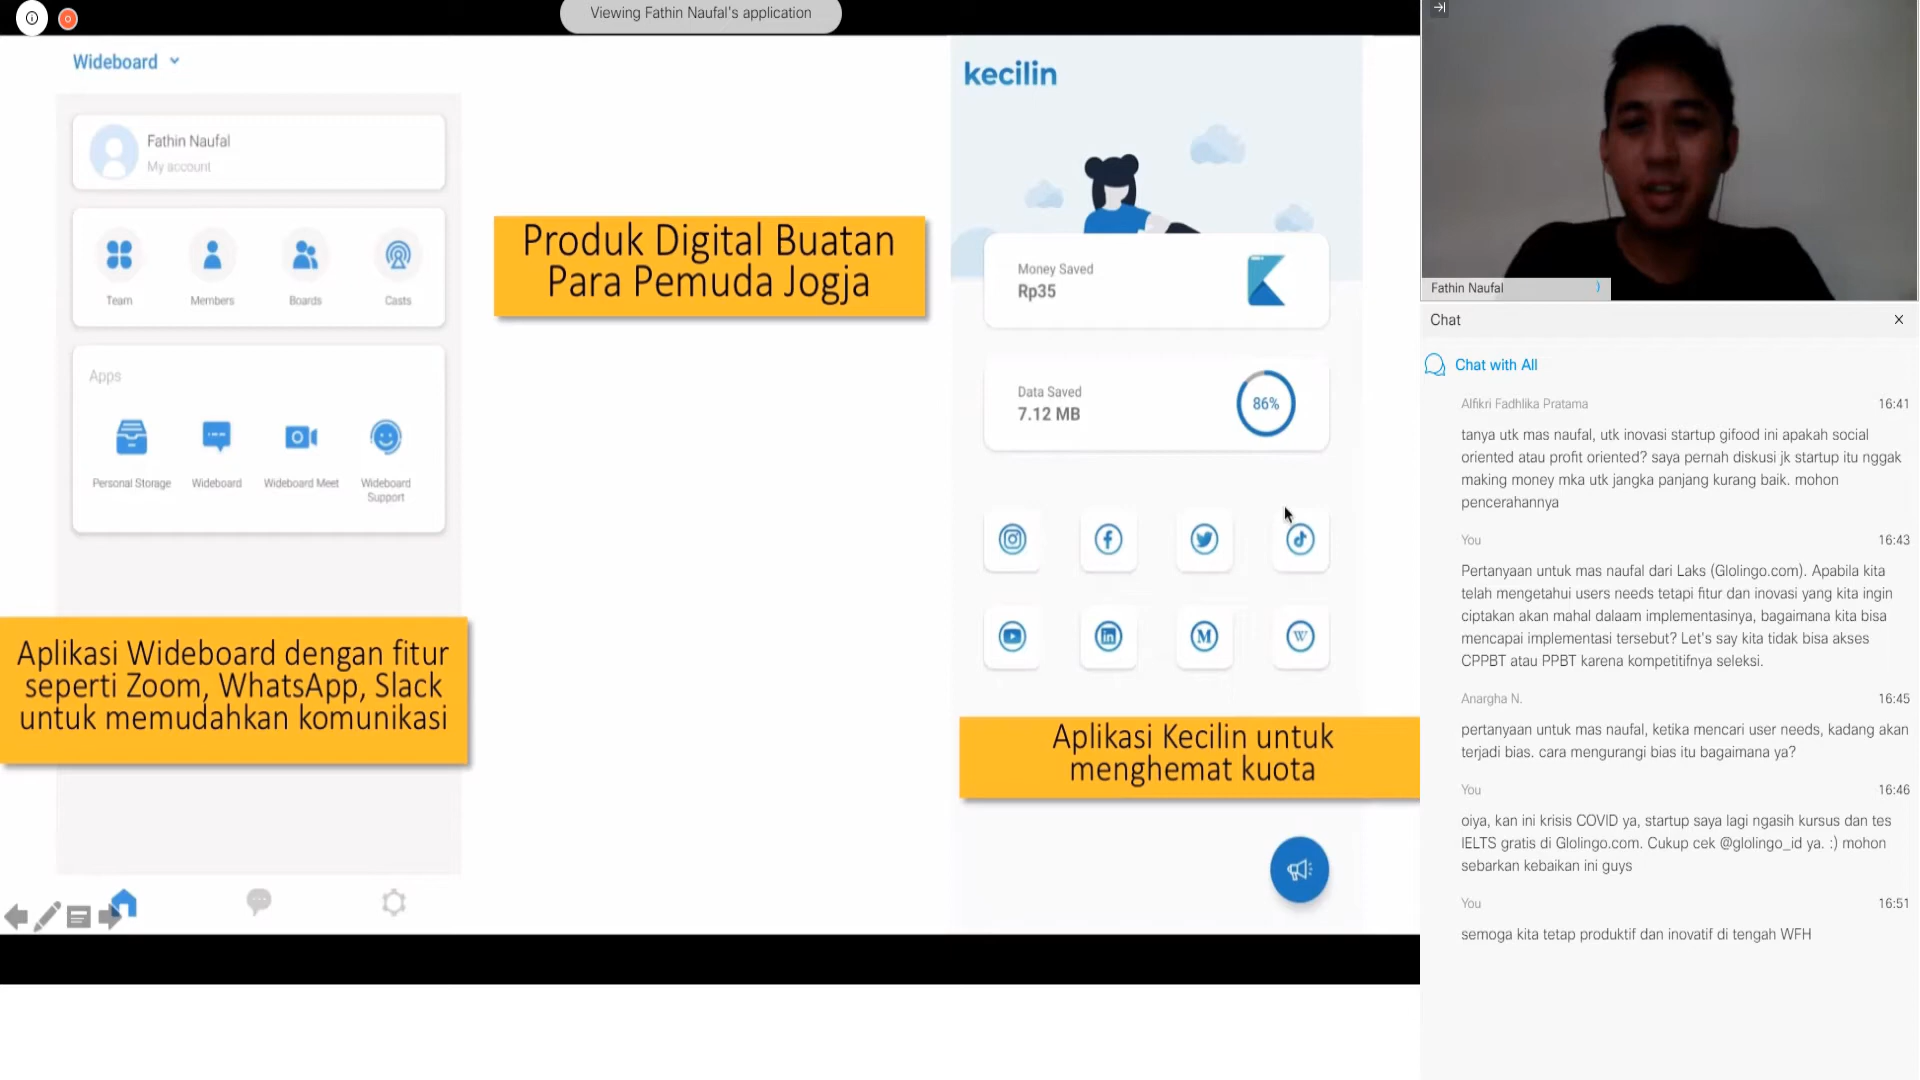 Viewing Fathin Naufal's application
Wideboard
Fathin Naufal
My account
Team
Members
Boards
Casts
Apps
Personal Storage
Wideboard
Wideboard Meet
Wideboard
Support
Aplikasi Wideboard dengan fitur
seperti Zoom, WhatsApp, Slack
untuk memudahkan komunikasi
Produk Digital Buatan
Para Pemuda Jogja
kecilin
Money Saved
Rp35
Data Saved
7.12 MB
86%
Aplikasi Kecilin untuk
menghemat kuota
Fathin Naufal
Chat
Chat with All
Alfikri Fadhlika Pratama 16:41
tanya utk mas naufal, utk inovasi startup gifood ini apakah social
oriented atau profit oriented? saya pernah diskusi jk startup itu nggak
making money mka utk jangka panjang kurang baik. mohon
pencerahannya
You 16:43
Pertanyaan untuk mas naufal dari Laks (Glolingo.com). Apabila kita
telah mengetahui users needs tetapi fitur dan inovasi yang kita ingin
ciptakan akan mahal dalaam implementasinya, bagaimana kita bisa
mencapai implementasi tersebut? Let's say kita tidak bisa akses
CPPBT atau PPBT karena kompetitifnya seleksi.
Anargha N. 16:45
pertanyaan untuk mas naufal, ketika mencari user needs, kadang akan
terjadi bias. cara mengurangi bias itu bagaimana ya?
You 16:46
oiya, kan ini krisis COVID ya, startup saya lagi ngasih kursus dan tes
IELTS gratis di Glolingo.com. Cukup cek @glolingo_id ya. :) mohon
sebarkan kebaikan ini guys
You 16:51
semoga kita tetap produktif dan inovatif di tengah WFH